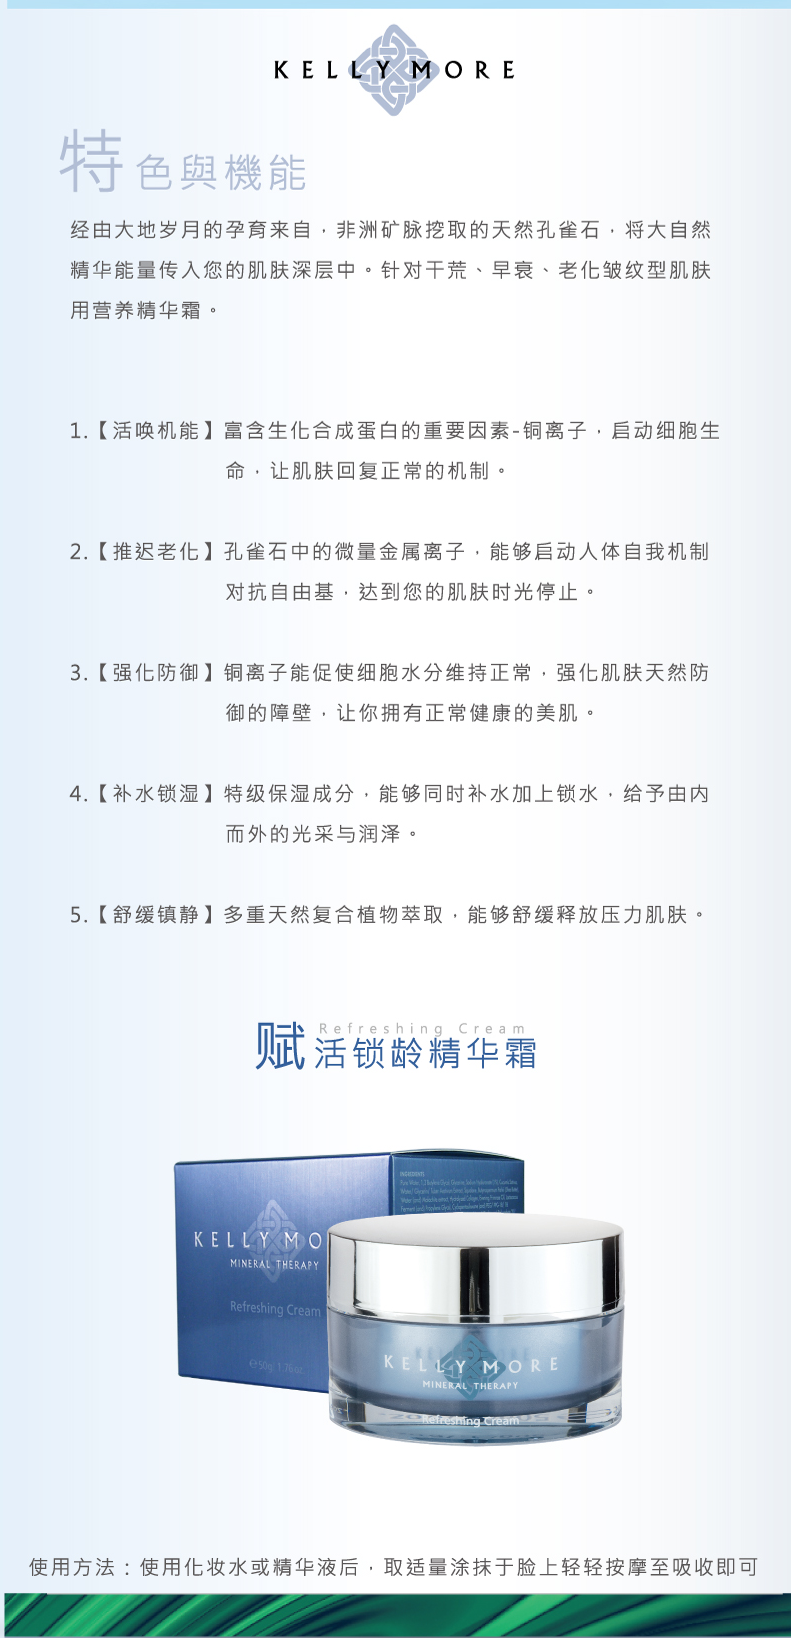 KELLY MORE
特色與機能
经由大地岁月的孕育来自，非洲矿脉挖取的天然孔雀石，将大自然
精华能量传入您的肌肤深层中。针对干荒、早衰、老化皱纹型肌肤
用营养精华霜。
1.【活唤机能】富含生化合成蛋白的重要因素-铜离子，启动细胞生
命，让肌肤回复正常的机制。
2.【推迟老化】孔雀石中的微量金属离子，能够启动人体自我机制
对抗自由基，达到您的肌肤时光停止。
3.【强化防御】铜离子能促使细胞水分维持正常，强化肌肤天然防
御的障壁，让你拥有正常健康的美肌。
4.【补水锁湿】特级保湿成分，能够同时补水加上锁水，给予由内
而外的光采与润泽。
5.【舒缓镇静】多重天然复合植物萃取，能够舒缓释放压力肌肤。
Refreshing Cream
赋活锁龄精华霜
INGREDIENTS
KELLY MO
MINERAL THERAPY
Refreshing Cream
℮50g/1.76oz
KELLY MORE
MINERAL THERAPY
Refreshing Cream
使用方法：使用化妆水或精华液后，取适量涂抹于脸上轻轻按摩至吸收即可